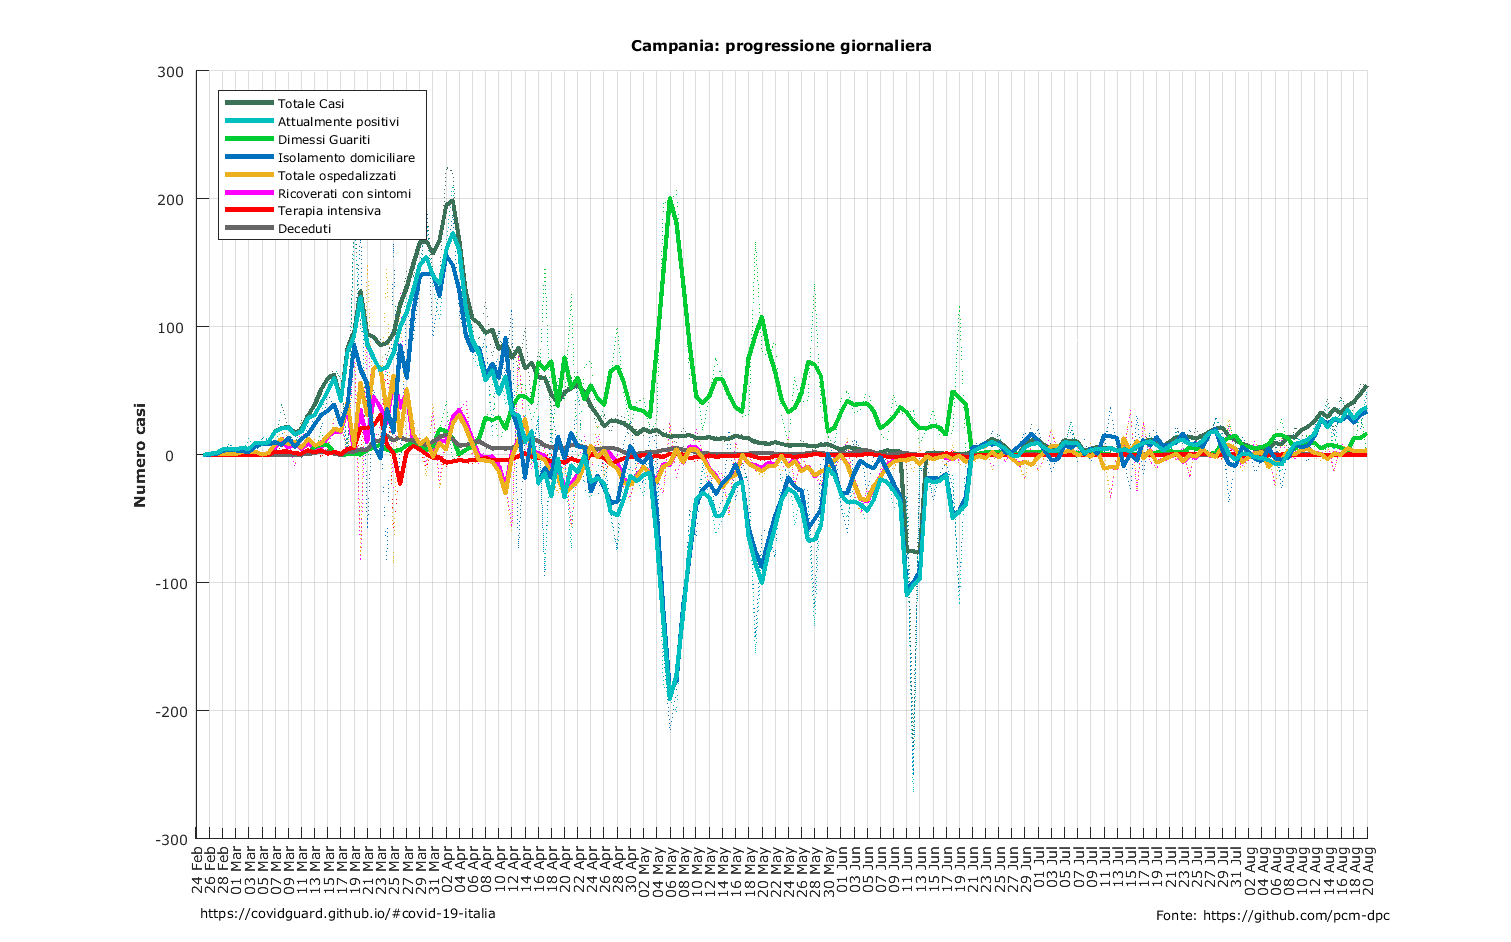 Campania: progressione giornaliera
300
200
100
0
-100
-200
-300
Numero casi
Totale Casi
Attualmente positivi
Dimessi Guariti
Isolamento domiciliare
Totale ospedalizzati
Ricoverati con sintomi
Terapia intensiva
Deceduti
24 Feb
26 Feb
28 Feb
01 Mar
03 Mar
05 Mar
07 Mar
09 Mar
11 Mar
13 Mar
15 Mar
17 Mar
19 Mar
21 Mar
23 Mar
25 Mar
27 Mar
29 Mar
31 Mar
02 Apr
04 Apr
06 Apr
08 Apr
10 Apr
12 Apr
14 Apr
16 Apr
18 Apr
20 Apr
22 Apr
24 Apr
26 Apr
28 Apr
30 Apr
02 May
04 May
06 May
08 May
10 May
12 May
14 May
16 May
18 May
20 May
22 May
24 May
26 May
28 May
30 May
01 Jun
03 Jun
05 Jun
07 Jun
09 Jun
11 Jun
13 Jun
15 Jun
17 Jun
19 Jun
21 Jun
23 Jun
25 Jun
27 Jun
29 Jun
01 Jul
03 Jul
05 Jul
07 Jul
09 Jul
11 Jul
13 Jul
15 Jul
17 Jul
19 Jul
21 Jul
23 Jul
25 Jul
27 Jul
29 Jul
31 Jul
02 Aug
04 Aug
06 Aug
08 Aug
10 Aug
12 Aug
14 Aug
16 Aug
18 Aug
20 Aug
https://covidguard.github.io/#covid-19-italia
Fonte: https://github.com/pcm-dpc